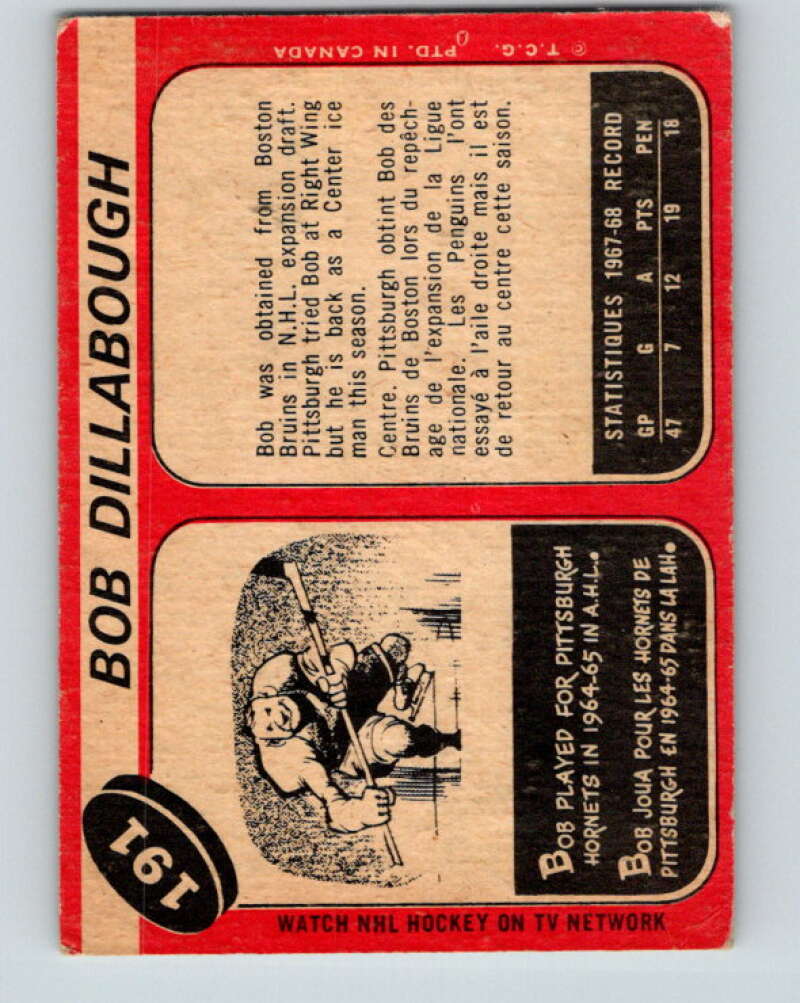 191
BOB DILLABOUGH
WATCH NHL HOCKEY ON TV NETWORK
BOB PLAYED FOR PITTSBURGH
HORNETS IN 1964-65 IN A.H.L.
BOB JOUA POUR LES HORNETS DE
PITTSBURGH EN 1964-65 DANS LA LAH.
Bob was obtained from Boston
Bruins in N.H.L. expansion draft.
Pittsburgh tried Bob at Right Wing
but he is back as a Center ice
man this season.
Centre. Pittsburgh obtint Bob des
Bruins de Boston lors du repêch-
age de l'expansion de la Ligue
nationale. Les Penguins l'ont
essayé à l'aile droite mais il est
de retour au centre cette saison.
STATISTIQUES 1967-68 RECORD
GP G A PTS PEN
47 7 12 19 18
© T.C.G. PTD. IN CANADA